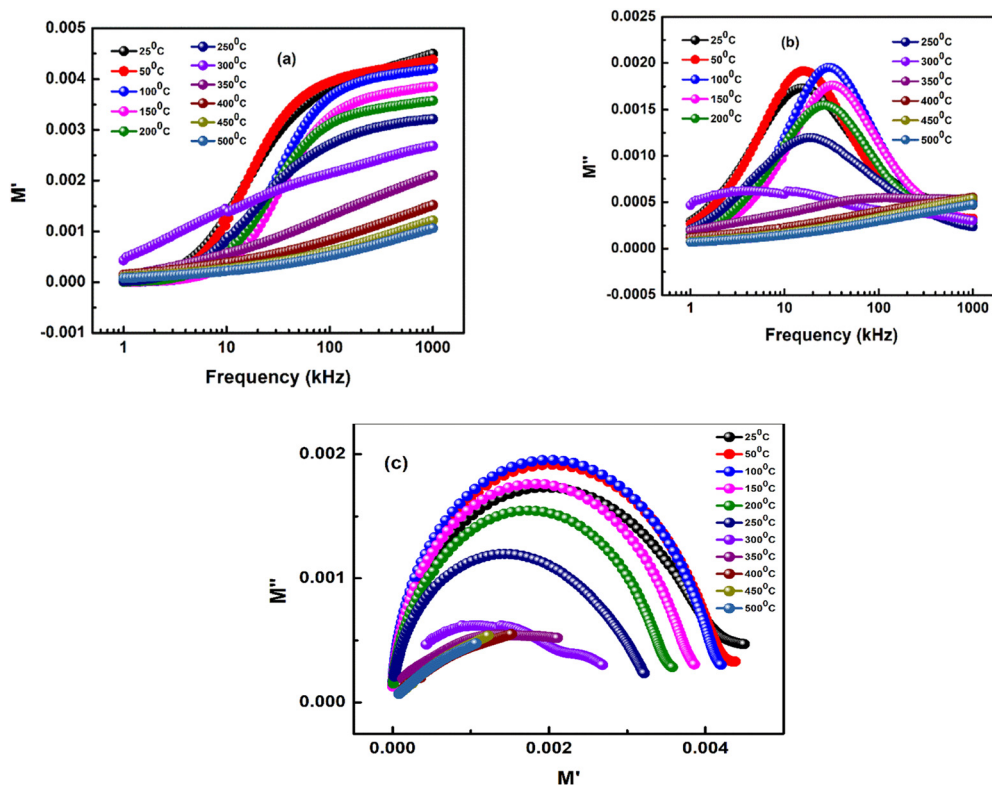 (a)
M'
0.005
0.004
0.003
0.002
0.001
0.000
-0.001
25⁰C
50⁰C
100⁰C
150⁰C
200⁰C
250⁰C
300⁰C
350⁰C
400⁰C
450⁰C
500⁰C
1 10 100 1000
Frequency (kHz)
(b)
M''
0.0025
0.0020
0.0015
0.0010
0.0005
0.0000
-0.0005
25⁰C
50⁰C
100⁰C
150⁰C
200⁰C
250⁰C
300⁰C
350⁰C
400⁰C
450⁰C
500⁰C
1 10 100 1000
Frequency (kHz)
(c)
M''
0.002
0.001
0.000
25⁰C
50⁰C
100⁰C
150⁰C
200⁰C
250⁰C
300⁰C
350⁰C
400⁰C
450⁰C
500⁰C
0.000 0.002 0.004
M'